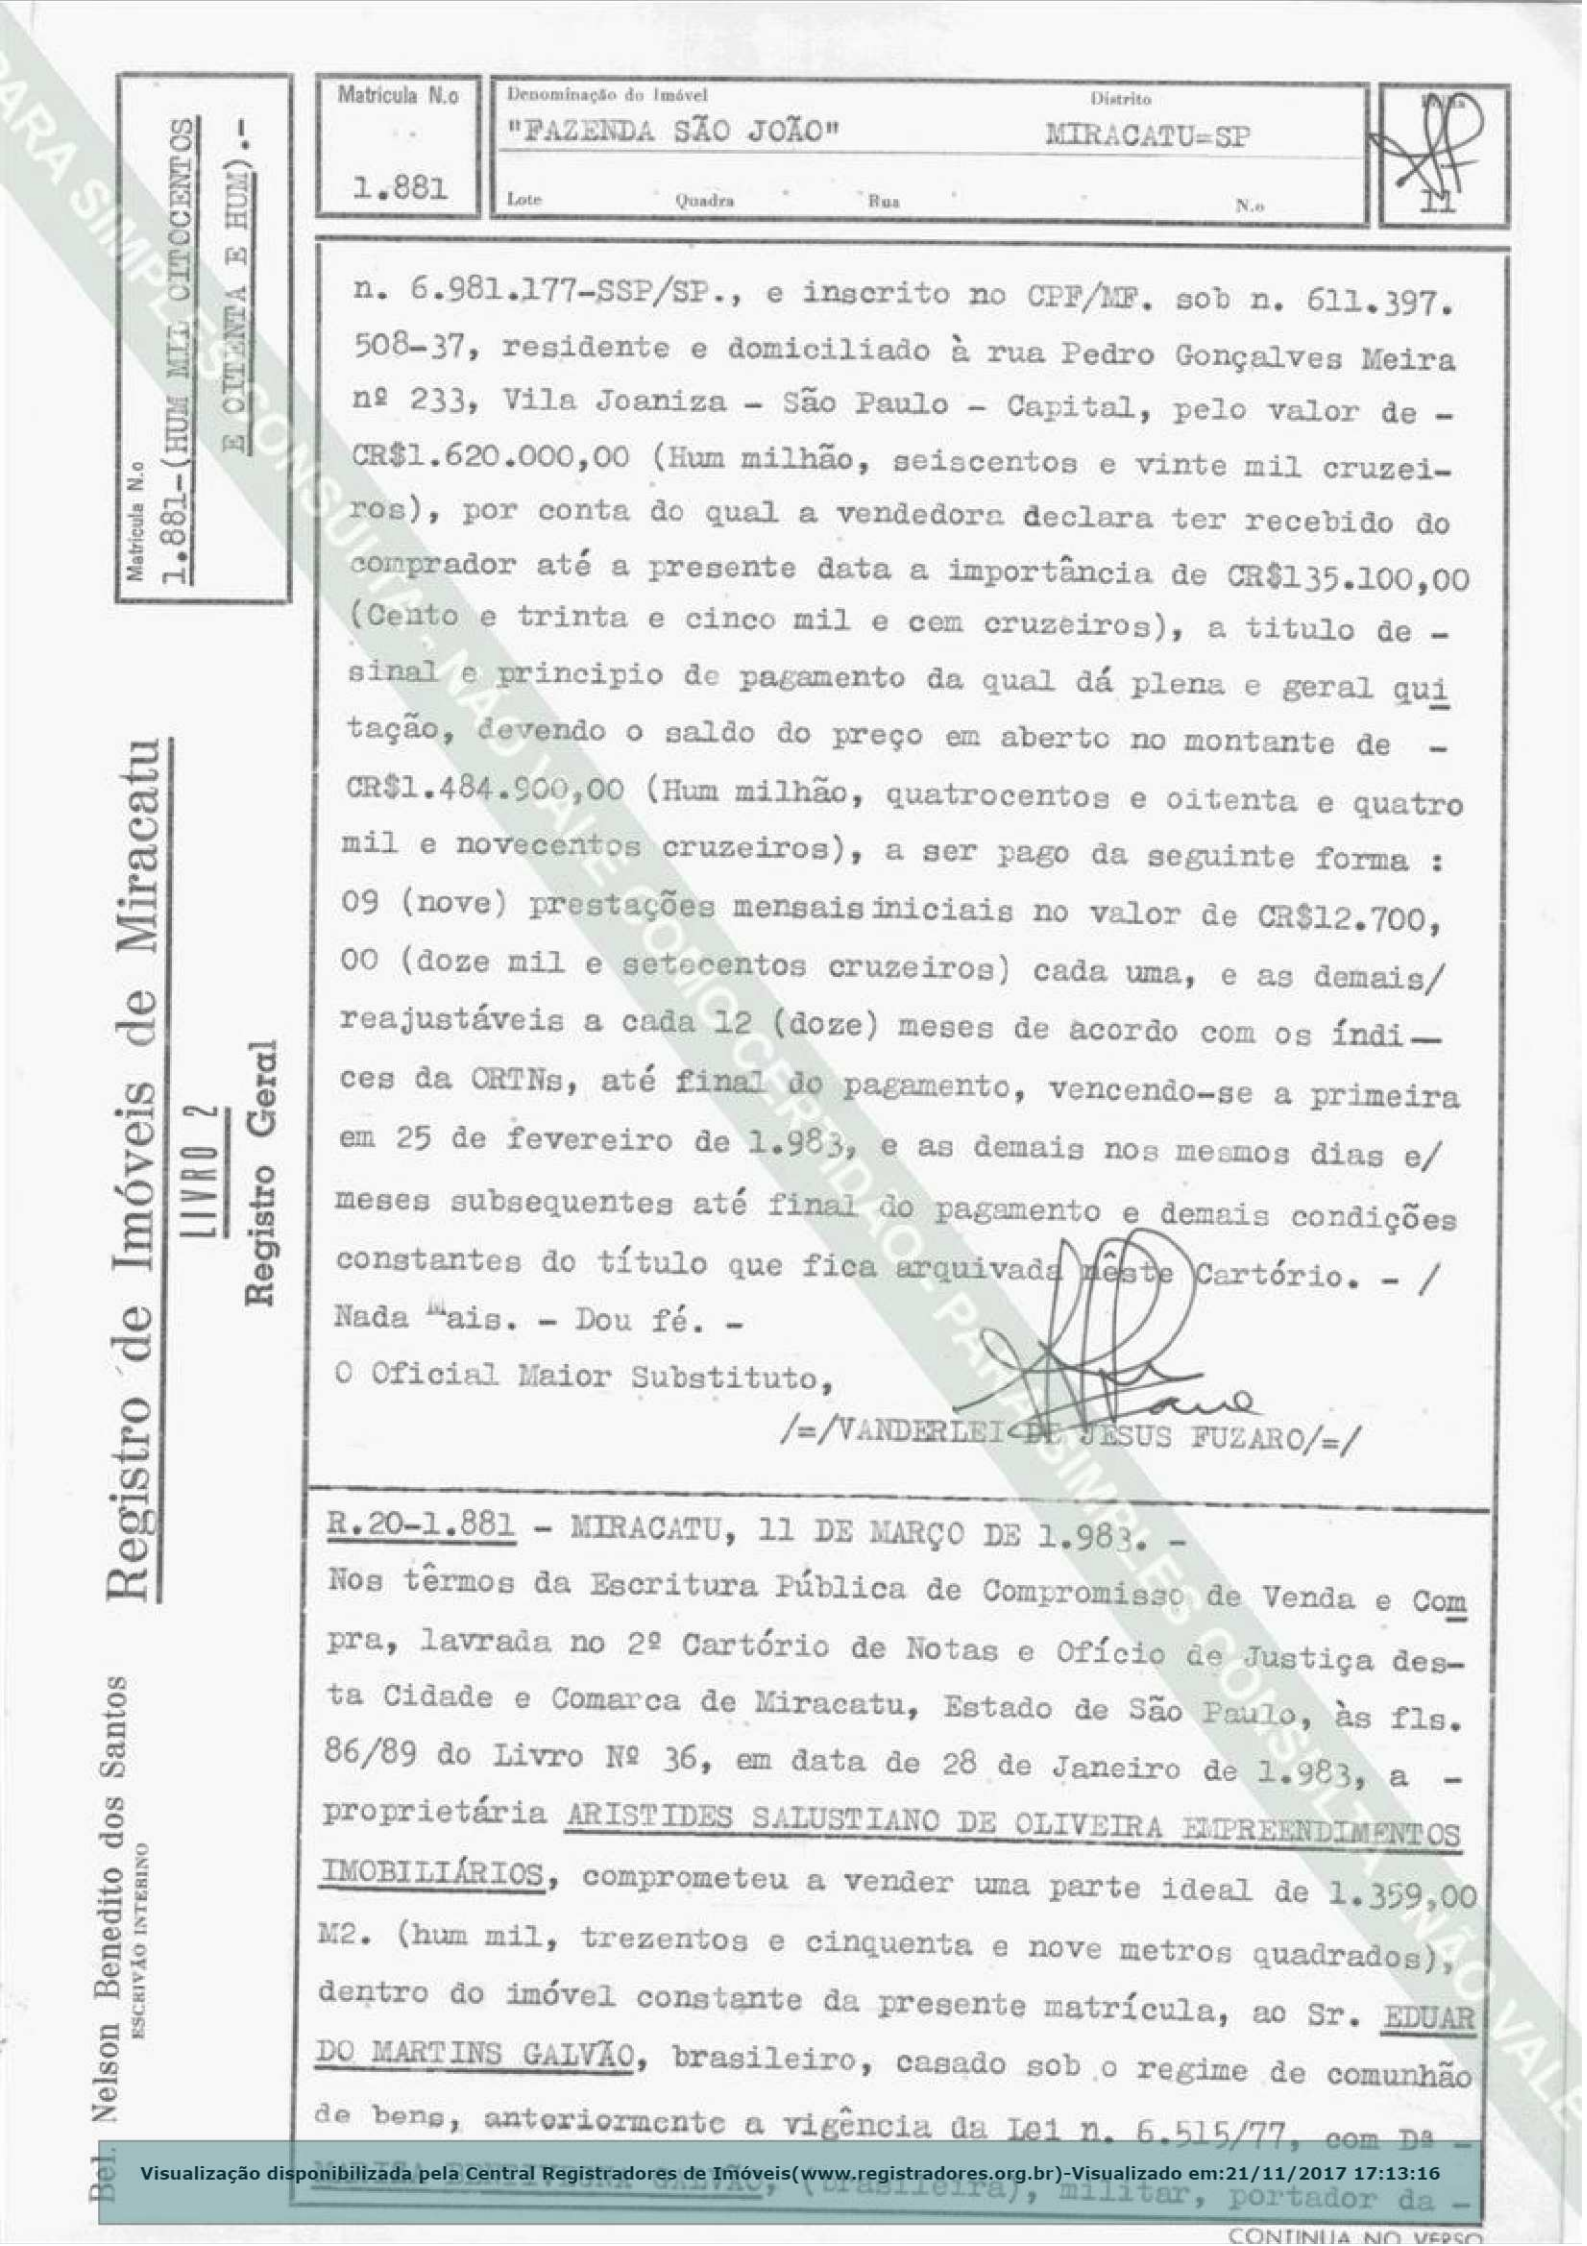 Matricula N.o
1.881
Denominação do Imóvel
"FAZENDA SÃO JOÃO"
Distrito
MIRACATU=SP
Lote Quadra Rua N.o
11
Matricula N.o
1.881-(HUM MIL OITOCENTOS
E OITENTA E HUM).-
Registro de Imóveis de Miracatu
LIVRO 2
Registro Geral
Bel. Nelson Benedito dos Santos
ESCRIVÃO INTERINO
n. 6.981.177-SSP/SP., e inscrito no CPF/MF. sob n. 611.397.
508-37, residente e domiciliado à rua Pedro Gonçalves Meira
nº 233, Vila Joaniza - São Paulo - Capital, pelo valor de -
CR$1.620.000,00 (Hum milhão, seiscentos e vinte mil cruzei-
ros), por conta do qual a vendedora declara ter recebido do
comprador até a presente data a importância de CR$135.100,00
(Cento e trinta e cinco mil e cem cruzeiros), a titulo de -
sinal e principio de pagamento da qual dá plena e geral qui
tação, devendo o saldo do preço em aberto no montante de -
CR$1.484.900,00 (Hum milhão, quatrocentos e oitenta e quatro
mil e novecentos cruzeiros), a ser pago da seguinte forma :
09 (nove) prestações mensais iniciais no valor de CR$12.700,
00 (doze mil e setecentos cruzeiros) cada uma, e as demais/
reajustáveis a cada 12 (doze) meses de acordo com os índi—
ces da ORTNs, até final do pagamento, vencendo-se a primeira
em 25 de fevereiro de 1.983, e as demais nos mesmos dias e/
meses subsequentes até final do pagamento e demais condições
constantes do título que fica arquivada nêste Cartório. - /
Nada Mais. - Dou fé. -
O Oficial Maior Substituto,
/=/VANDERLEI DE JESUS FUZARO/=/
R.20-1.881 - MIRACATU, 11 DE MARÇO DE 1.983. -
Nos têrmos da Escritura Pública de Compromisso de Venda e Com
pra, lavrada no 2º Cartório de Notas e Ofício de Justiça des-
ta Cidade e Comarca de Miracatu, Estado de São Paulo, às fls.
86/89 do Livro Nº 36, em data de 28 de Janeiro de 1.983, a -
proprietária ARISTIDES SALUSTIANO DE OLIVEIRA EMPREENDIMENTOS
IMOBILIÁRIOS, comprometeu a vender uma parte ideal de 1.359,00
M2. (hum mil, trezentos e cinquenta e nove metros quadrados),
dentro do imóvel constante da presente matrícula, ao Sr. EDUAR
DO MARTINS GALVÃO, brasileiro, casado sob o regime de comunhão
de bens, anteriormente a vigência da Lei n. 6.515/77, com Dª -
GALVÃO, (brasileira), militar, portador da -
Visualização disponibilizada pela Central Registradores de Imóveis(www.registradores.org.br)-Visualizado em:21/11/2017 17:13:16
CONTINUA NO VERSO
PARA SIMPLES CONSULTA - NÃO VALE COMO CERTIDÃO - PARA SIMPLES CONSULTA - NÃO VALE